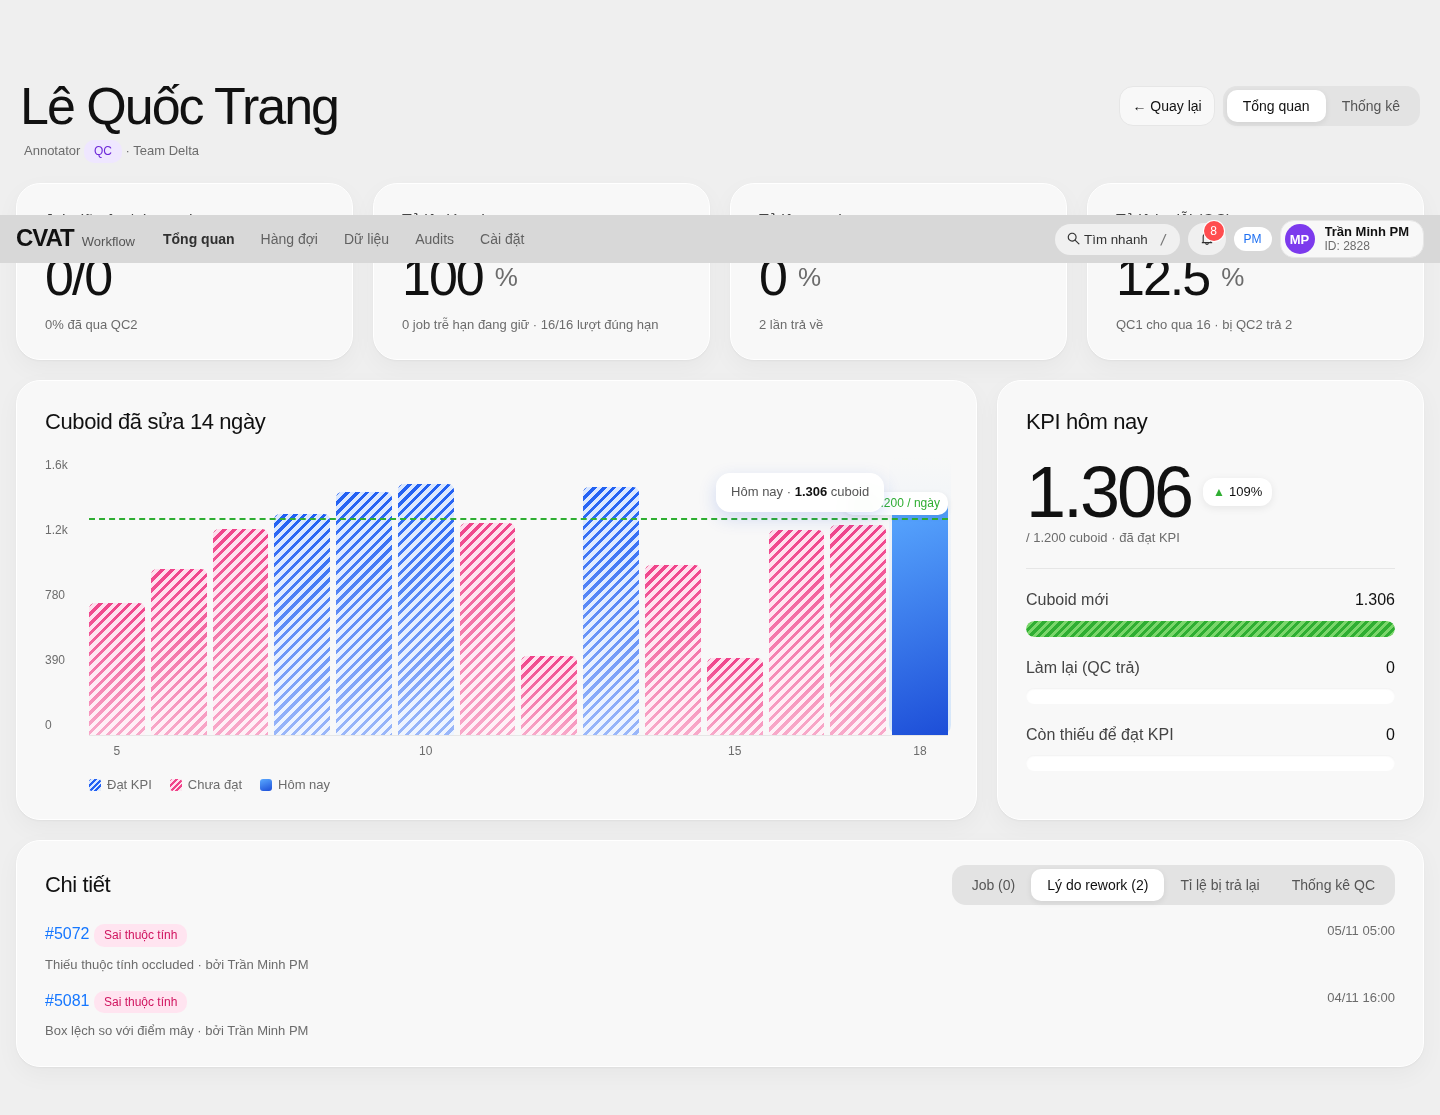 Lê Quốc Trang
← Quay lại
Tổng quan
Thống kê
Annotator QC · Team Delta
CVAT Workflow
Tổng quan
Hàng đợi
Dữ liệu
Audits
Cài đặt
Tìm nhanh /
8
PM
MP
Trần Minh PM
ID: 2828
0/0
0% đã qua QC2
100 %
0 job trễ hạn đang giữ · 16/16 lượt đúng hạn
0 %
2 lần trả về
12.5 %
QC1 cho qua 16 · bị QC2 trả 2
Cuboid đã sửa 14 ngày
1.6k
1.2k
780
390
0
Hôm nay · 1.306 cuboid
.200 / ngày
5
10
15
18
Đạt KPI
Chưa đạt
Hôm nay
KPI hôm nay
1.306
▲ 109%
/ 1.200 cuboid · đã đạt KPI
Cuboid mới 1.306
Làm lại (QC trả) 0
Còn thiếu để đạt KPI 0
Chi tiết
Job (0)
Lý do rework (2)
Tỉ lệ bị trả lại
Thống kê QC
#5072 Sai thuộc tính 05/11 05:00
Thiếu thuộc tính occluded · bởi Trần Minh PM
#5081 Sai thuộc tính 04/11 16:00
Box lệch so với điểm mây · bởi Trần Minh PM